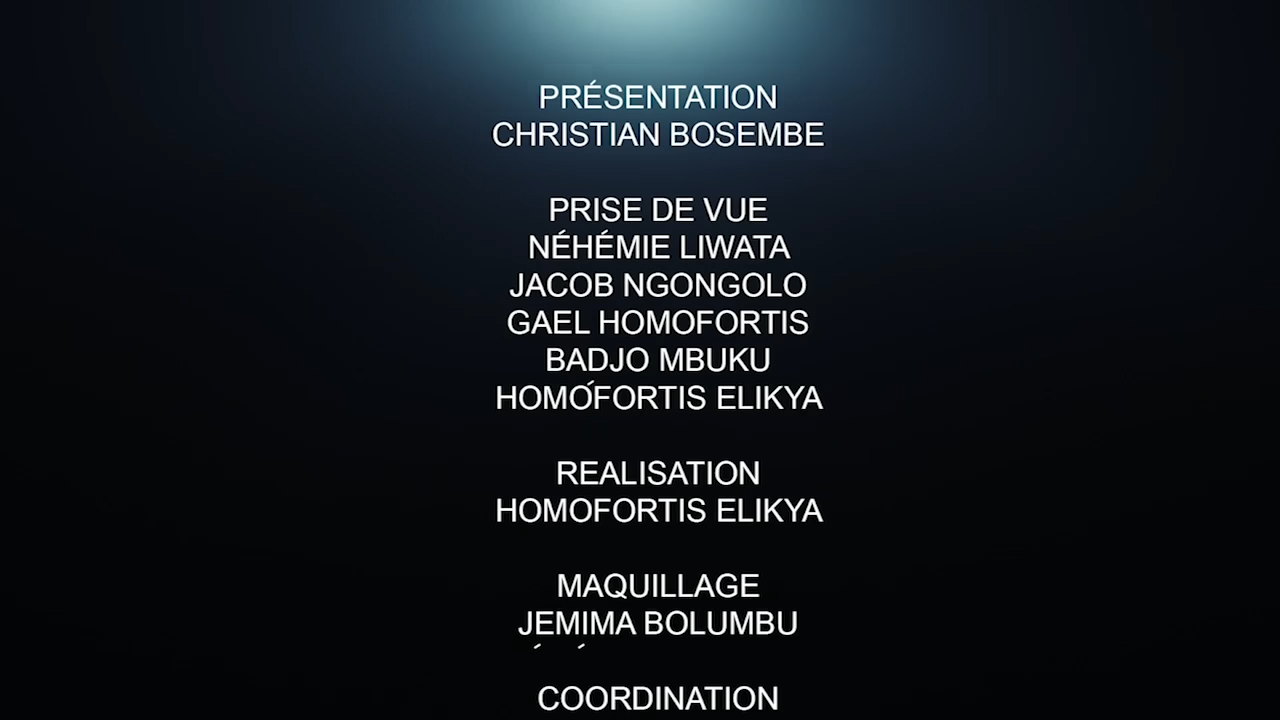 PRÉSENTATION
CHRISTIAN BOSEMBE
PRISE DE VUE
NÉHÉMIE LIWATA
JACOB NGONGOLO
GAEL HOMOFORTIS
BADJO MBUKU
HOMOFORTIS ELIKYA
REALISATION
HOMOFORTIS ELIKYA
MAQUILLAGE
JEMIMA BOLUMBU
COORDINATION